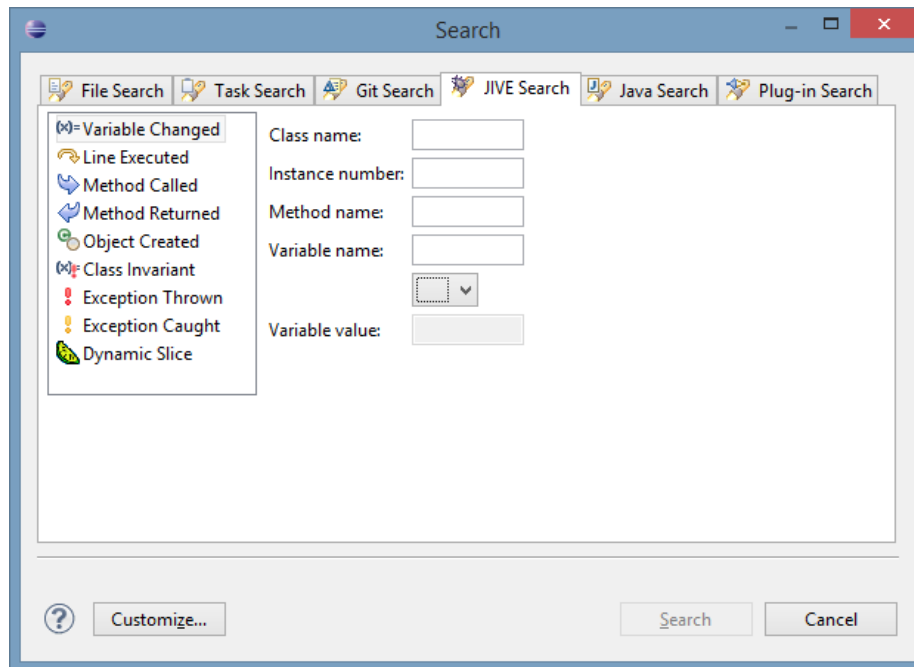 Search
File Search
Task Search
Git Search
JIVE Search
Java Search
Plug-in Search
(x)= Variable Changed
Line Executed
Method Called
Method Returned
Object Created
(x) Class Invariant
Exception Thrown
Exception Caught
Dynamic Slice
Class name:
Instance number:
Method name:
Variable name:
Variable value:
? Customize...
Search
Cancel